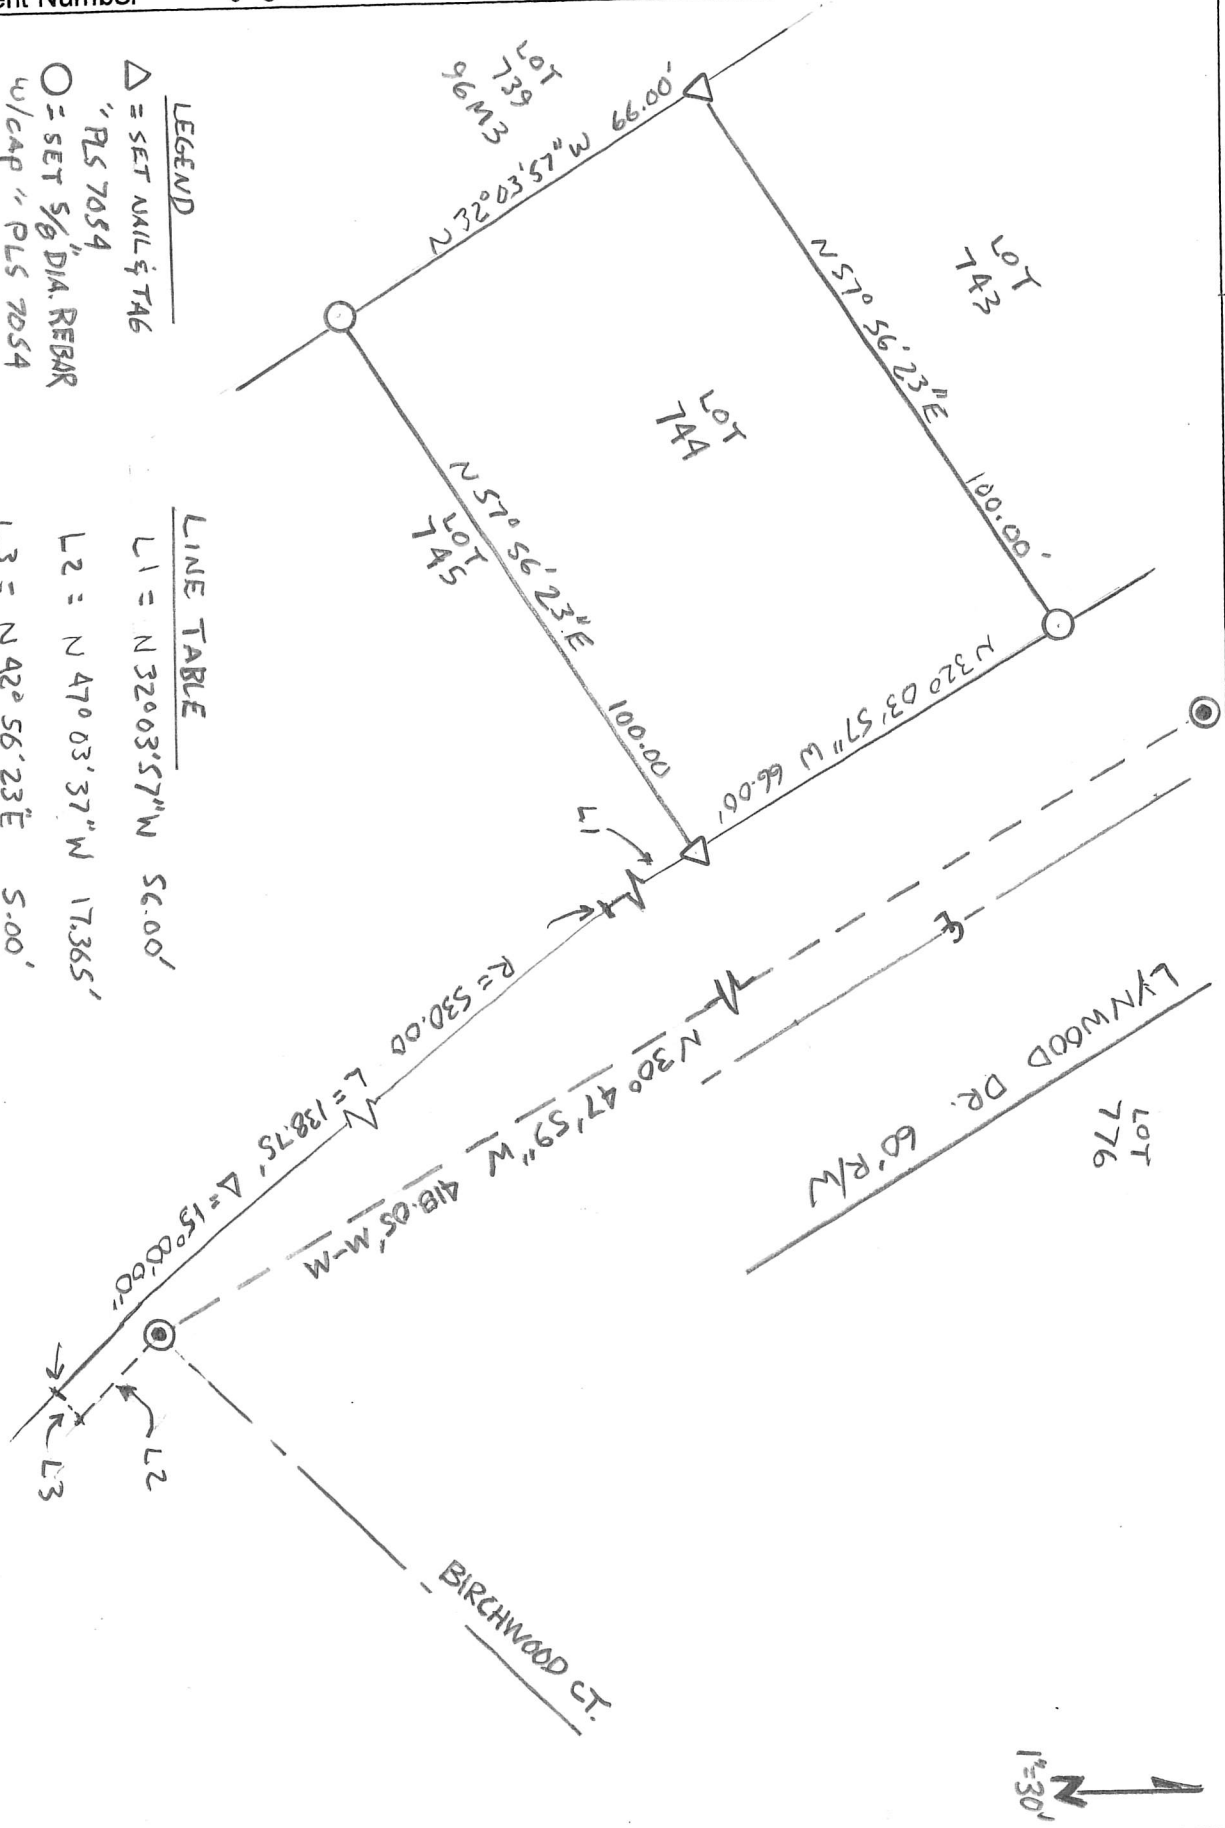 LOT
739
96M3
N 32° 03' 57" W 66.00'
LOT
743
N 57° 56' 23" E 100.00'
LOT
744
N 57° 56' 23" E 100.00
LOT
745
N 32° 03' 57" W 66.00'
L1
R = 530.00 L = 138.75' Δ = 15° 00' 00"
N 30° 47' 59" W 418.05' M-M
LYNWOOD DR.
60' R/W
LOT
776
L2
L3
BIRCHWOOD CT.
N
1"=30'
LEGEND
△ = SET NAIL & TAG
"PLS 7054
○ = SET 5/8" DIA. REBAR
W/CAP "PLS 7054
LINE TABLE
L1 = N 32° 03' 57" W 56.00'
L2 = N 47° 03' 37" W 17.365'
L3 = N 42° 56' 23" E 5.00'